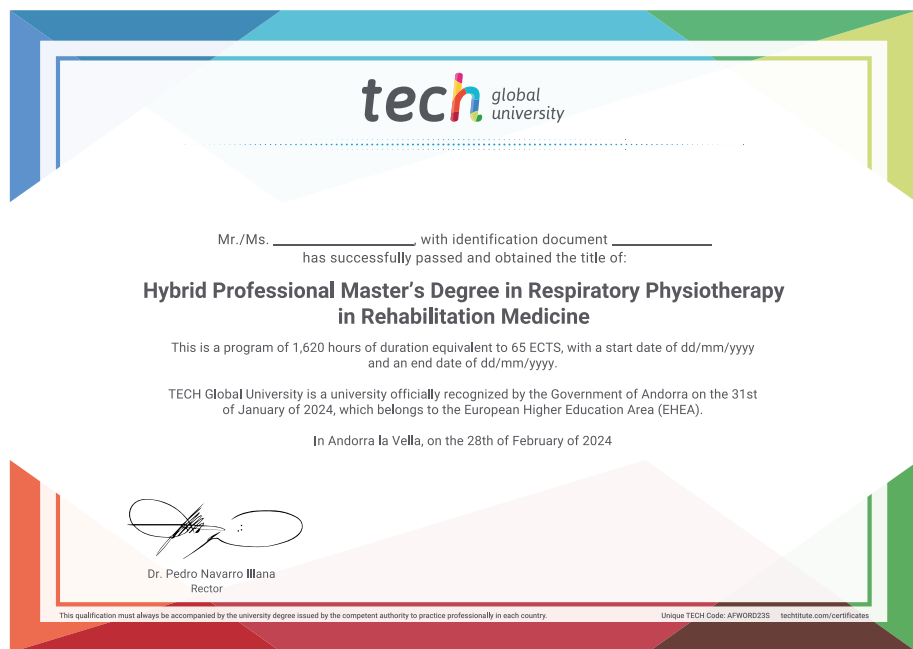 tech global
university
Mr./Ms. ____________, with identification document ____________
has successfully passed and obtained the title of:
Hybrid Professional Master's Degree in Respiratory Physiotherapy
in Rehabilitation Medicine
This is a program of 1,620 hours of duration equivalent to 65 ECTS, with a start date of dd/mm/yyyy
and an end date of dd/mm/yyyy.
TECH Global University is a university officially recognized by the Government of Andorra on the 31st
of January of 2024, which belongs to the European Higher Education Area (EHEA).
In Andorra la Vella, on the 28th of February of 2024
Dr. Pedro Navarro Illana
Rector
This qualification must always be accompanied by the university degree issued by the competent authority to practice professionally in each country.
Unique TECH Code: AFWORD23S techtitute.com/certificates